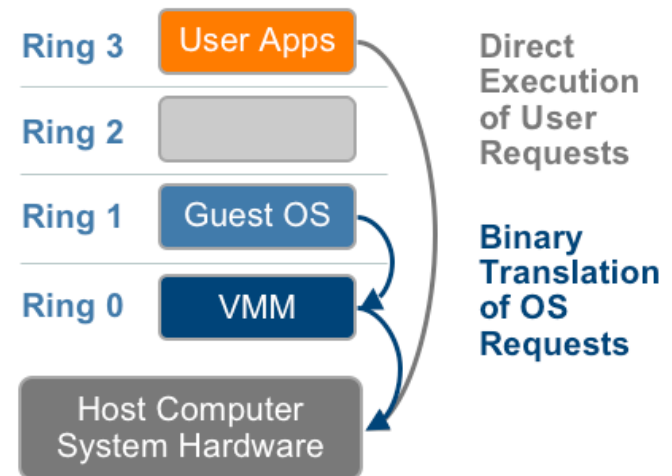 Ring 3
User Apps
Direct
Execution
of User
Requests
Ring 2
Ring 1
Guest OS
Binary
Translation
of OS
Requests
Ring 0
VMM
Host Computer
System Hardware